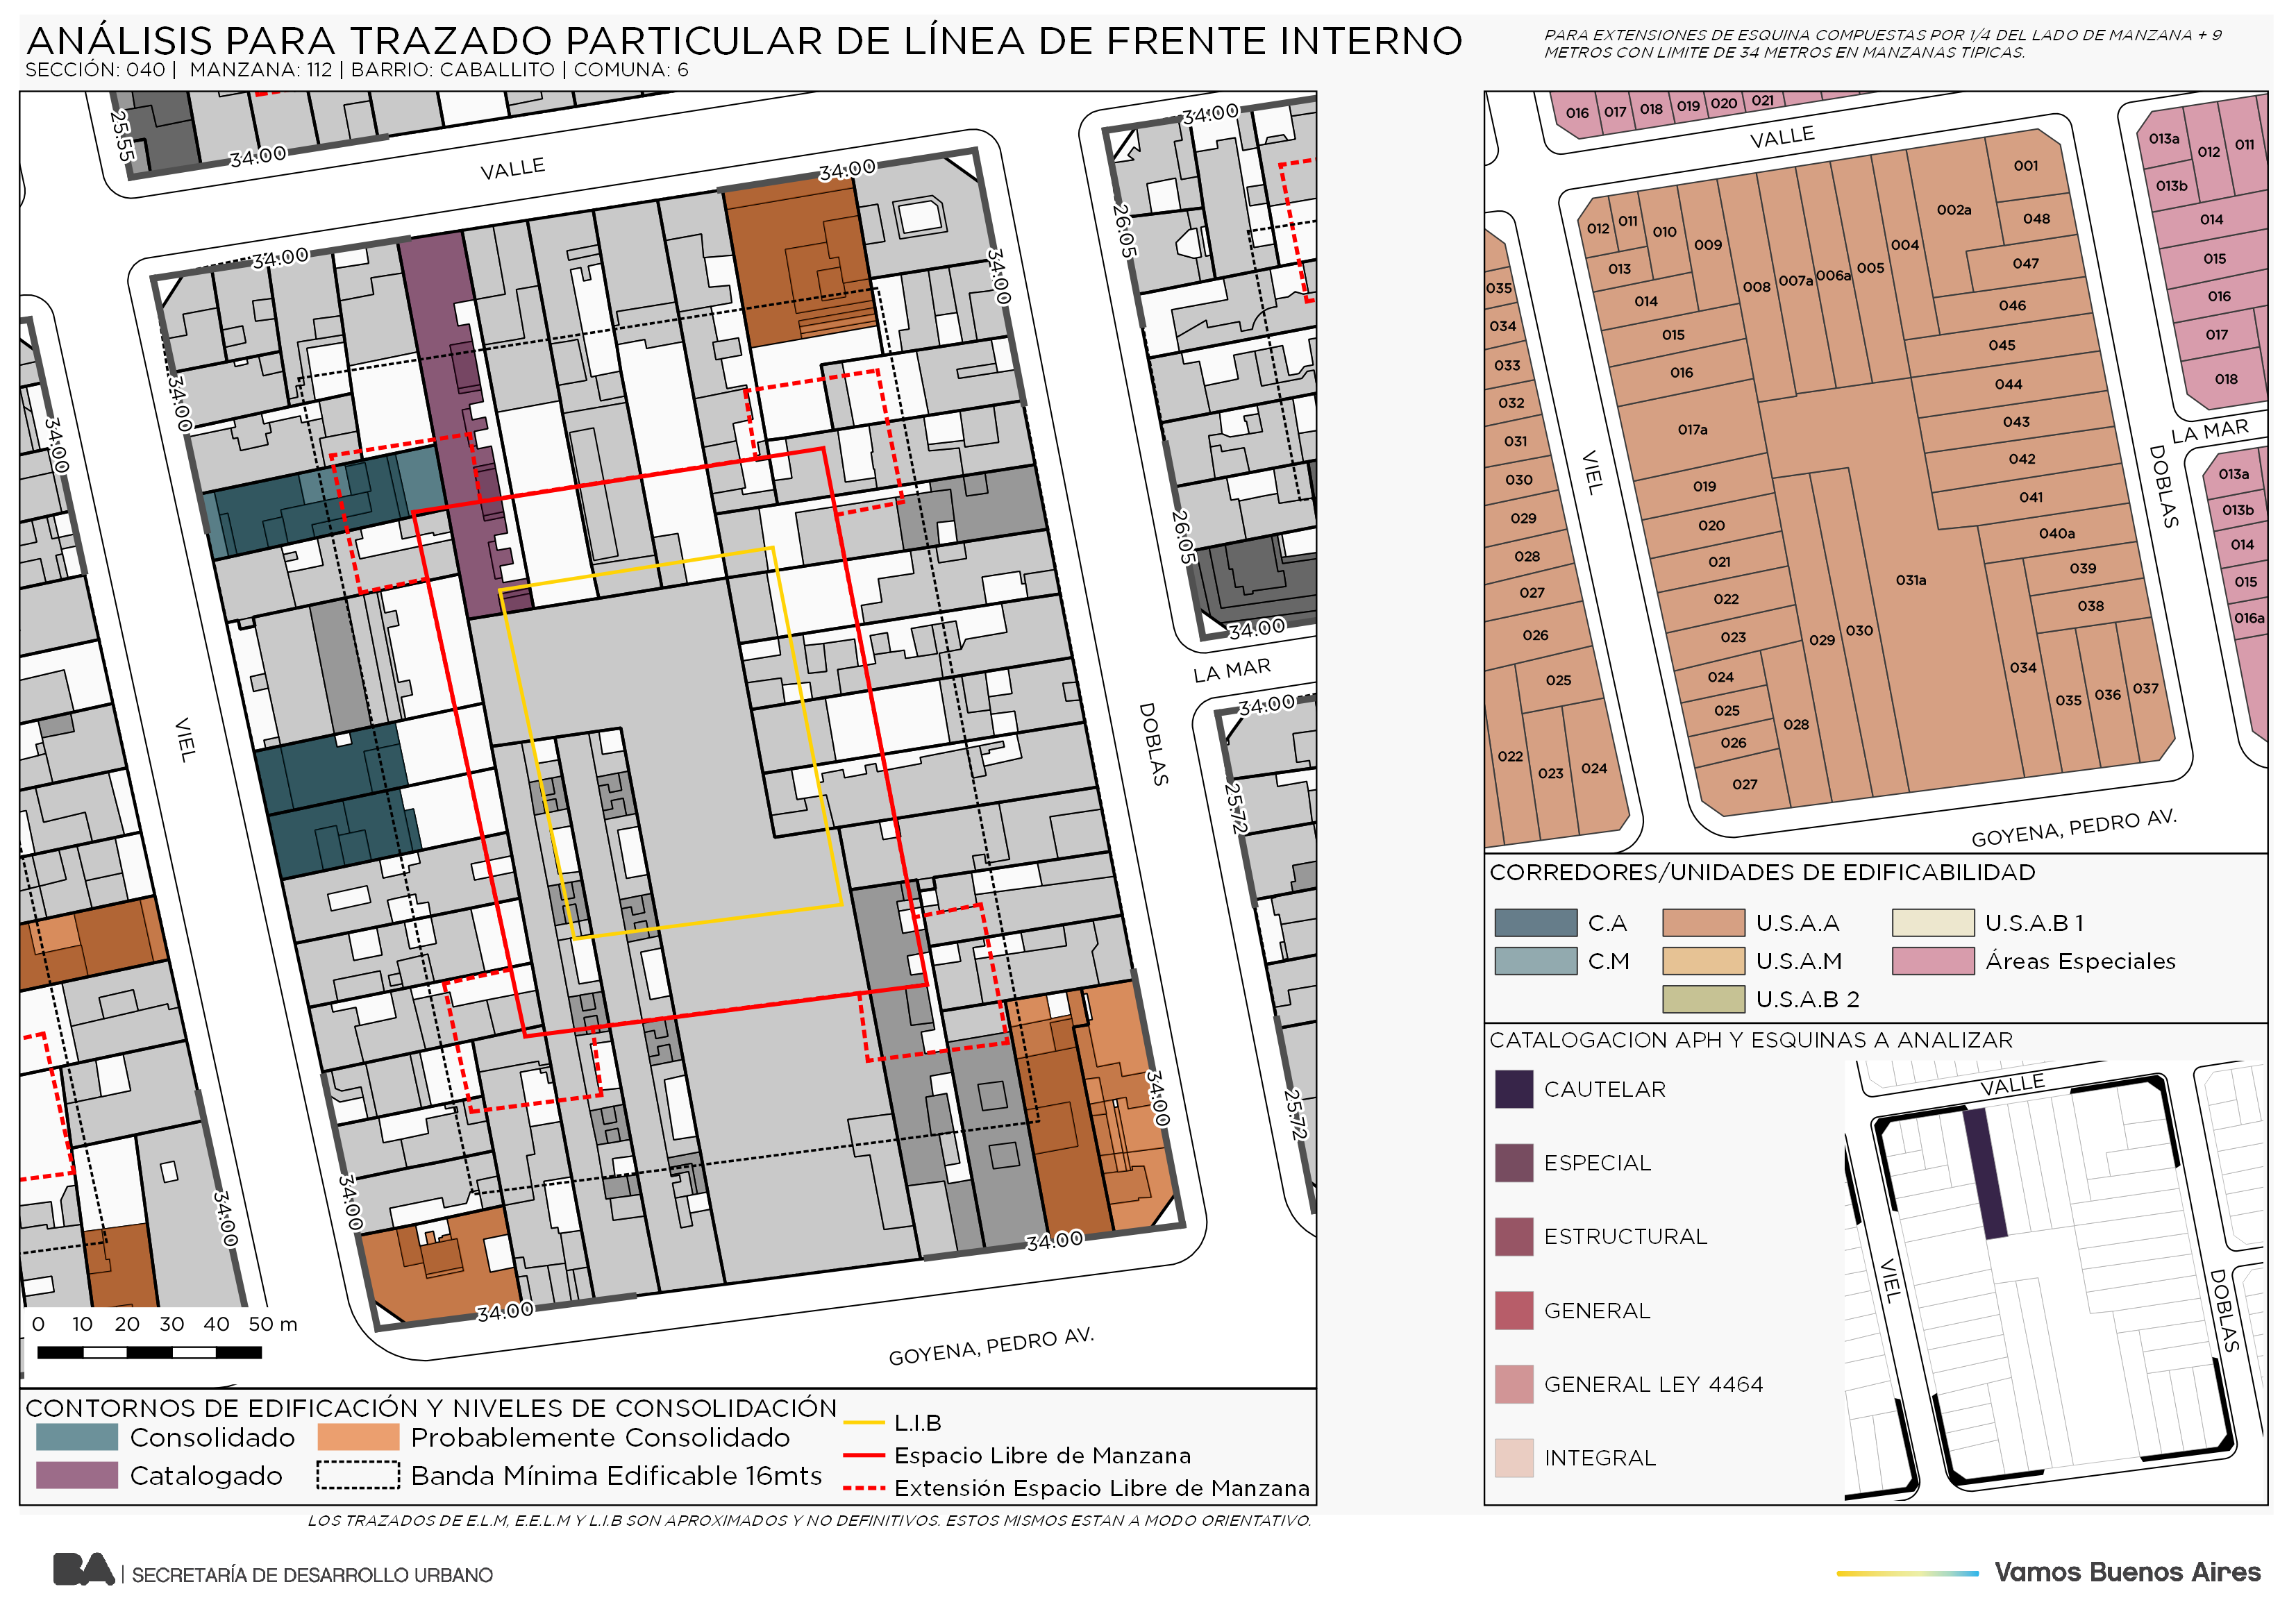 ANÁLISIS PARA TRAZADO PARTICULAR DE LÍNEA DE FRENTE INTERNO
SECCIÓN: 040 | MANZANA: 112 | BARRIO: CABALLITO | COMUNA: 6
PARA EXTENSIONES DE ESQUINA COMPUESTAS POR 1/4 DEL LADO DE MANZANA + 9
METROS CON LIMITE DE 34 METROS EN MANZANAS TIPICAS.
25.55
34.00
VALLE
34.00
34.00
26.05
34.00
34.00
34.00
34.00
26.05
34.00
LA MAR
34.00
VIEL
DOBLAS
25.72
34.00
25.72
34.00
34.00
34.00
34.00
GOYENA, PEDRO AV.
0 10 20 30 40 50 m
CONTORNOS DE EDIFICACIÓN Y NIVELES DE CONSOLIDACIÓN
Consolidado
Probablemente Consolidado
Catalogado
Banda Mínima Edificable 16mts
L.I.B
Espacio Libre de Manzana
Extensión Espacio Libre de Manzana
LOS TRAZADOS DE E.L.M, E.E.L.M Y L.I.B SON APROXIMADOS Y NO DEFINITIVOS. ESTOS MISMOS ESTAN A MODO ORIENTATIVO.
016 017 018 019 020 021
VALLE
013a 012 011
013b
014
015
016
017
018
LA MAR
013a
013b
014
015
016a
001
002a
048
047
046
045
044
043
042
041
040a
039
038
012 011 010 009
013
014
008 007a 006a 005 004
015
016
017a
019
020
021
022
023
024
025
026
027
028
029
030
031a
034
035 036 037
035
034
033
032
031
030
029
028
027
026
025
022 023 024
VIEL
DOBLAS
GOYENA, PEDRO AV.
CORREDORES/UNIDADES DE EDIFICABILIDAD
C.A
U.S.A.A
U.S.A.B 1
C.M
U.S.A.M
Áreas Especiales
U.S.A.B 2
CATALOGACION APH Y ESQUINAS A ANALIZAR
CAUTELAR
ESPECIAL
ESTRUCTURAL
GENERAL
GENERAL LEY 4464
INTEGRAL
VALLE
VIEL
DOBLAS
BA | SECRETARÍA DE DESARROLLO URBANO
Vamos Buenos Aires